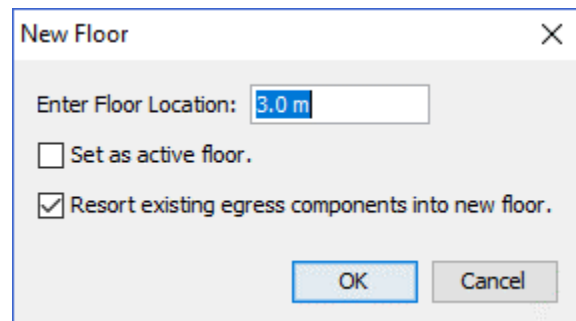 New Floor
Enter Floor Location: 3.0 m
Set as active floor.
Resort existing egress components into new floor.
OK Cancel